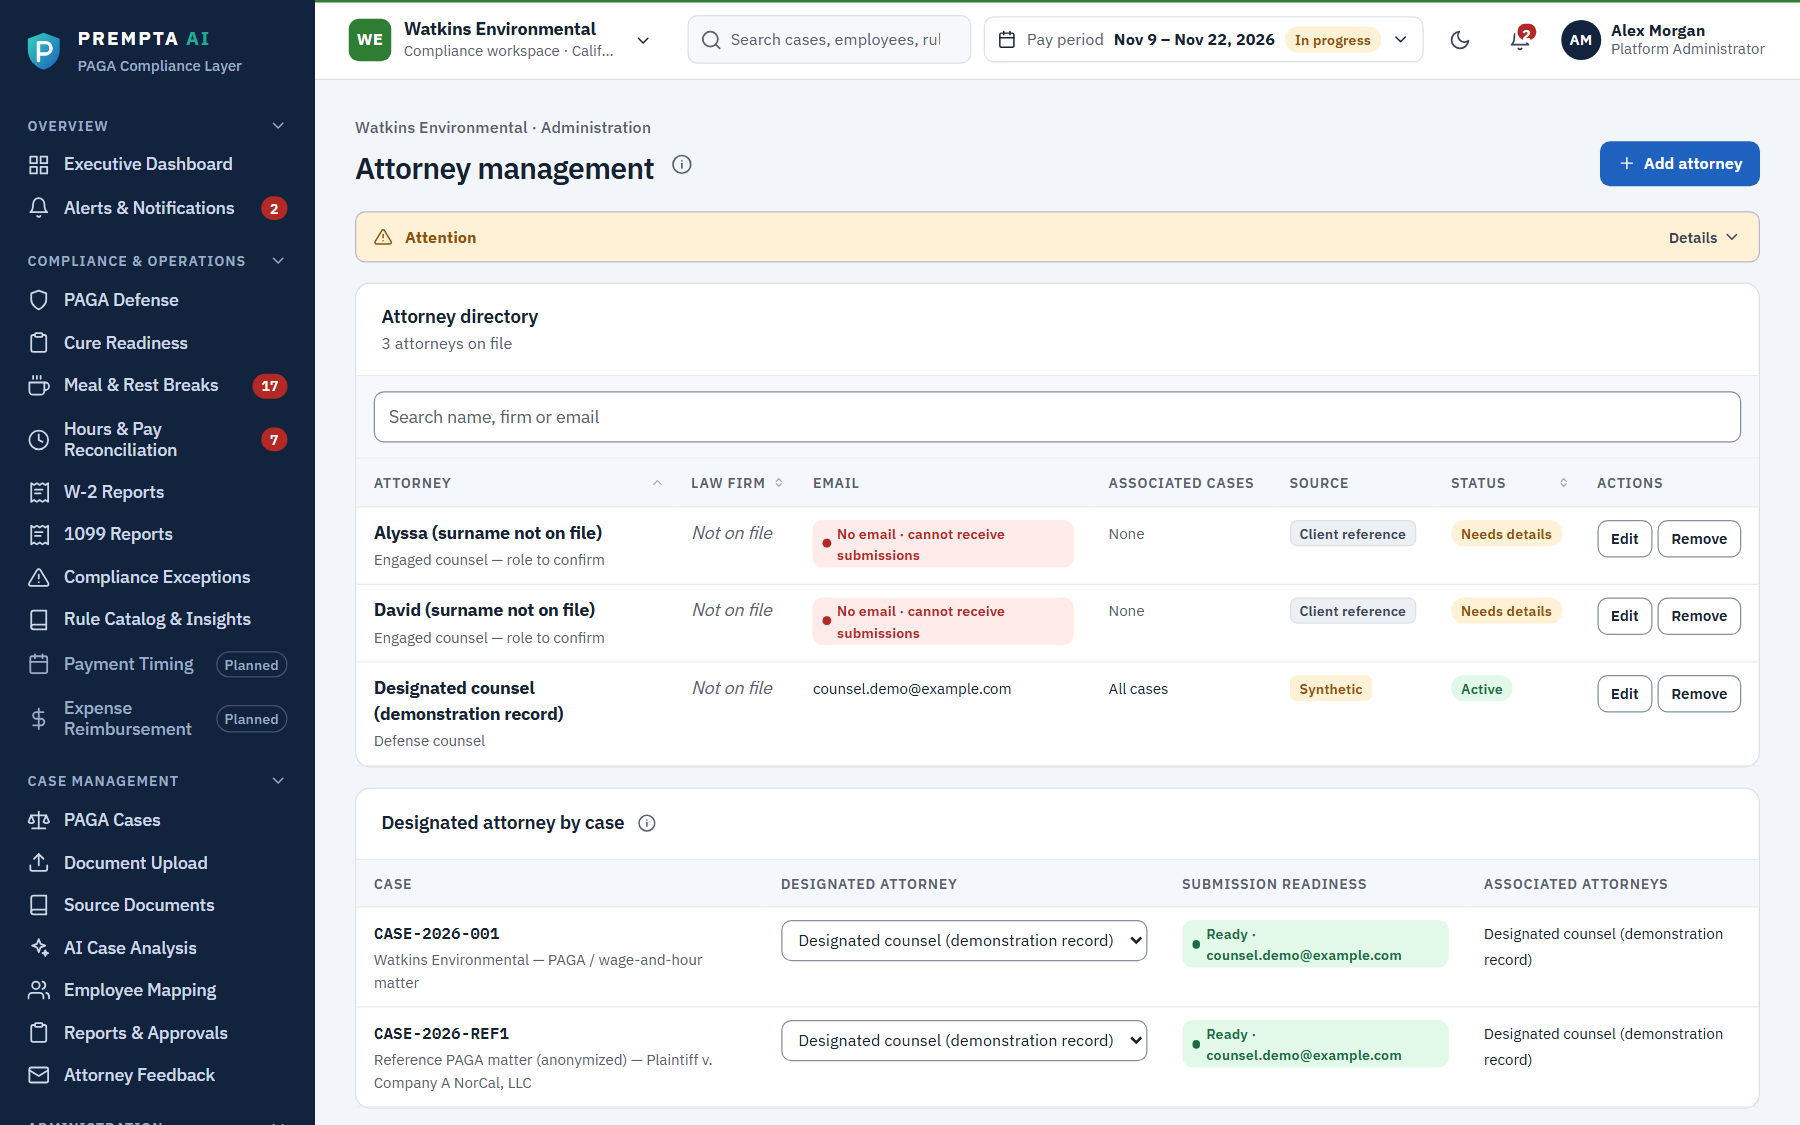 PREMPTA AI
PAGA Compliance Layer
OVERVIEW
Executive Dashboard
Alerts & Notifications 2
COMPLIANCE & OPERATIONS
PAGA Defense
Cure Readiness
Meal & Rest Breaks 17
Hours & Pay
Reconciliation 7
W-2 Reports
1099 Reports
Compliance Exceptions
Rule Catalog & Insights
Payment Timing Planned
Expense
Reimbursement Planned
CASE MANAGEMENT
PAGA Cases
Document Upload
Source Documents
AI Case Analysis
Employee Mapping
Reports & Approvals
Attorney Feedback
WE
Watkins Environmental
Compliance workspace · Calif...
Search cases, employees, rul
Pay period Nov 9 – Nov 22, 2026 In progress
2
AM
Alex Morgan
Platform Administrator
Watkins Environmental · Administration
Attorney management
Add attorney
Attention
Details
Attorney directory
3 attorneys on file
Search name, firm or email
ATTORNEY LAW FIRM EMAIL ASSOCIATED CASES SOURCE STATUS ACTIONS
Alyssa (surname not on file)
Engaged counsel — role to confirm
Not on file
No email · cannot receive
submissions
None
Client reference
Needs details
Edit Remove
David (surname not on file)
Engaged counsel — role to confirm
Not on file
No email · cannot receive
submissions
None
Client reference
Needs details
Edit Remove
Designated counsel
(demonstration record)
Defense counsel
Not on file
counsel.demo@example.com
All cases
Synthetic
Active
Edit Remove
Designated attorney by case
CASE DESIGNATED ATTORNEY SUBMISSION READINESS ASSOCIATED ATTORNEYS
CASE-2026-001
Watkins Environmental — PAGA / wage-and-hour
matter
Designated counsel (demonstration record)
Ready ·
counsel.demo@example.com
Designated counsel (demonstration
record)
CASE-2026-REF1
Reference PAGA matter (anonymized) — Plaintiff v.
Company A NorCal, LLC
Designated counsel (demonstration record)
Ready ·
counsel.demo@example.com
Designated counsel (demonstration
record)